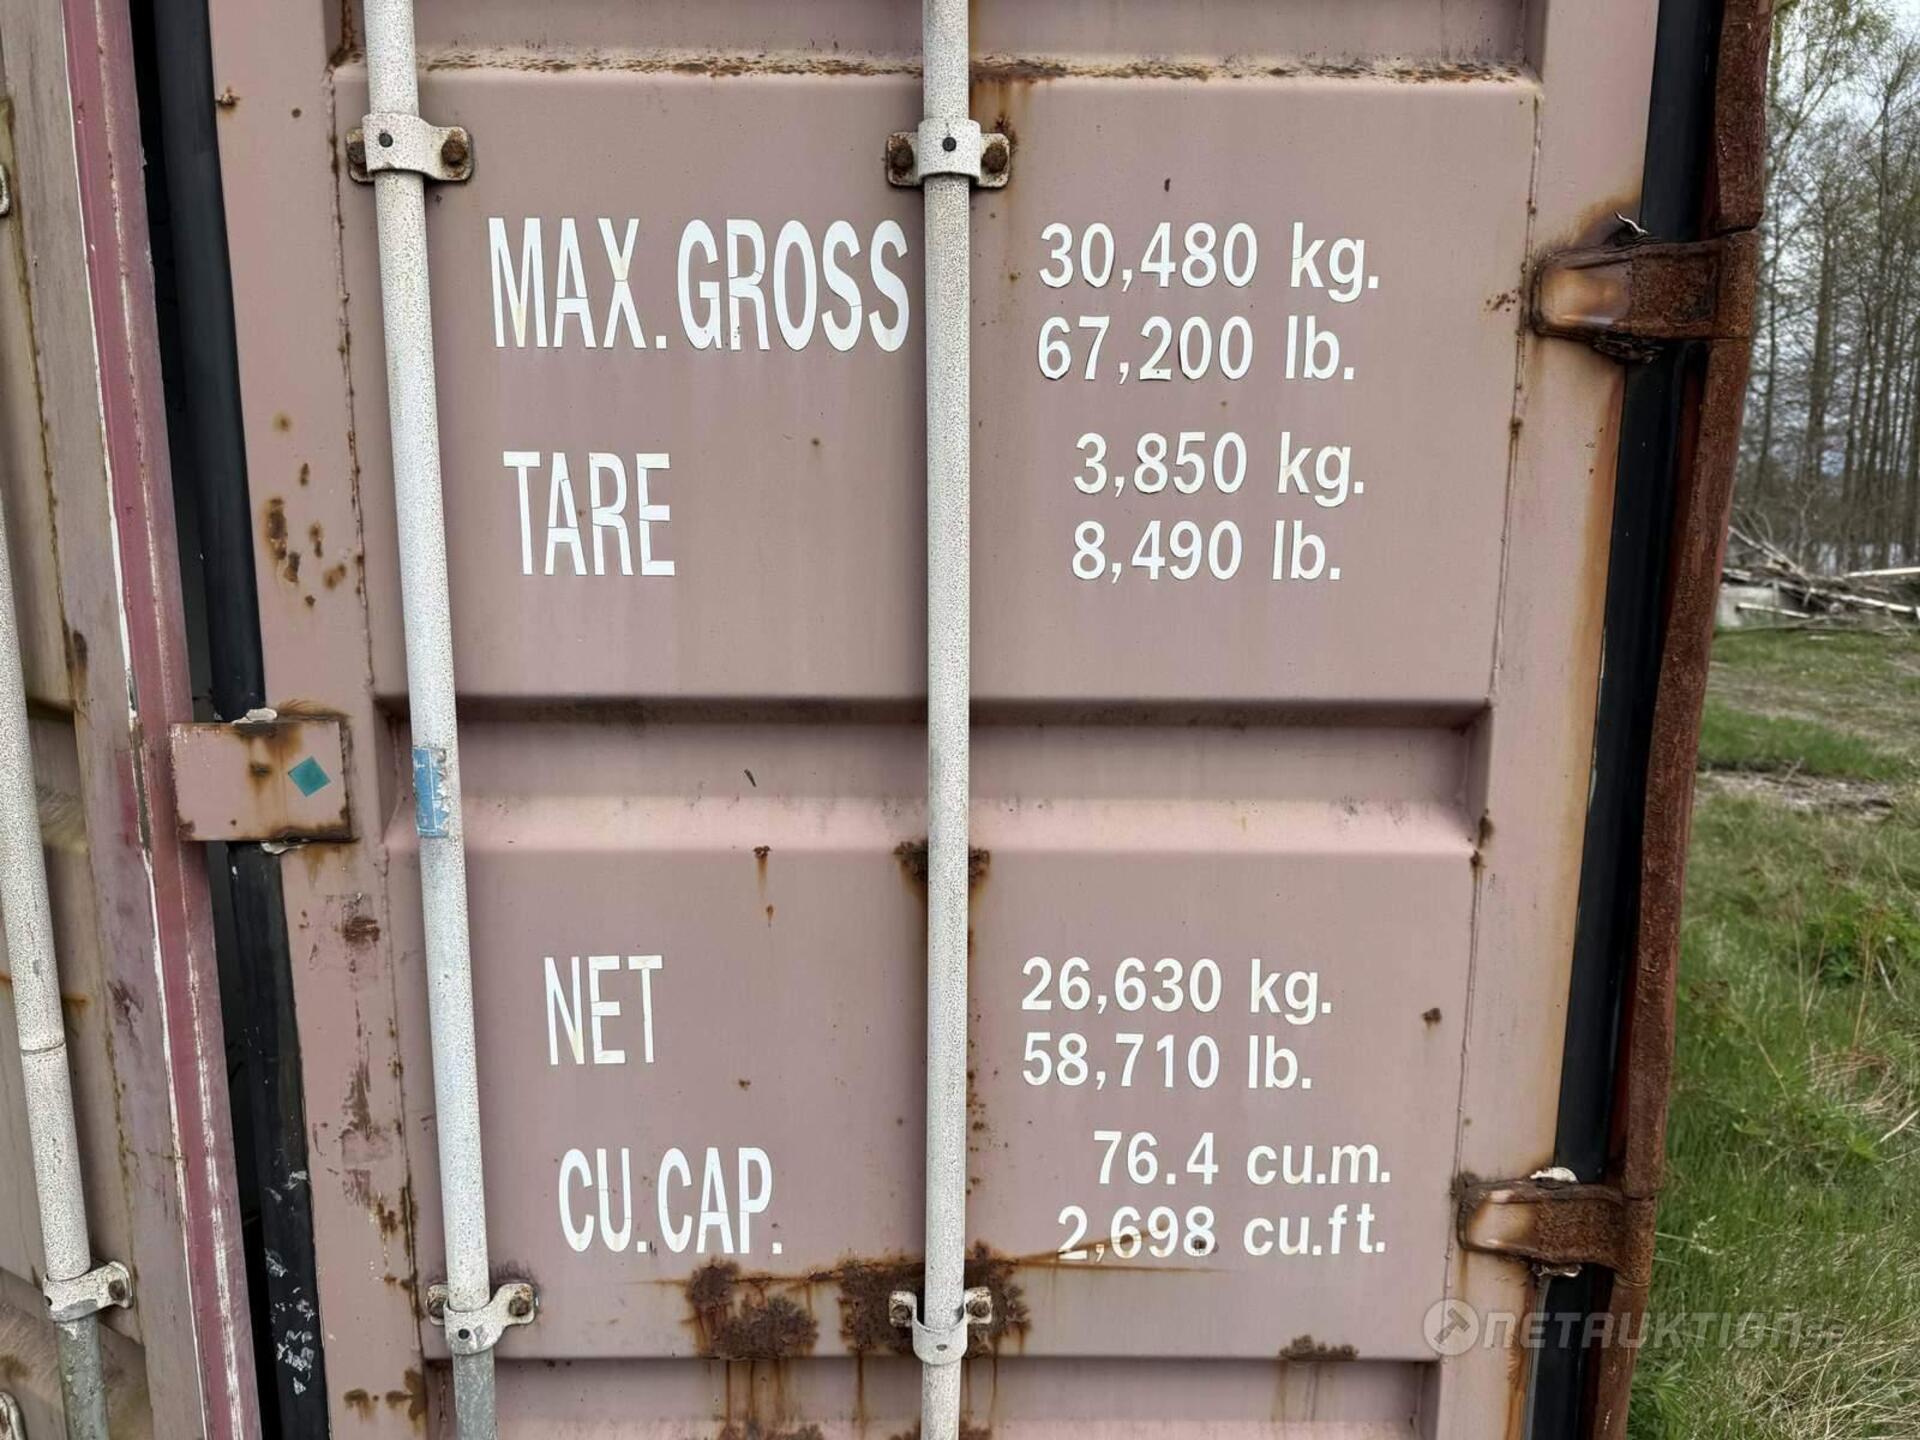 MAX.GROSS 30,480 kg.
67,200 lb.
TARE 3,850 kg.
8,490 lb.
NET 26,630 kg.
58,710 lb.
CU.CAP. 76.4 cu.m.
2,698 cu.ft.
NETAUKTION.SE